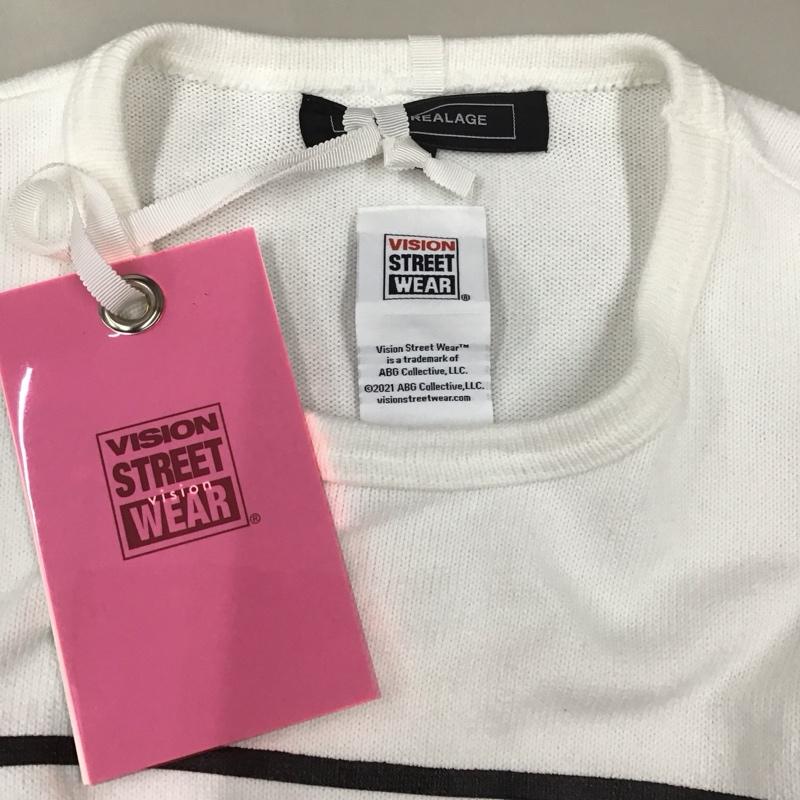 REALAGE
VISION
STREET
WEAR
®
Vision Street Wear™
is a trademark of
ABG Collective, LLC.
©2021 ABG Collective,LLC.
visionstreetwear.com
VISION
STREET
vision
WEAR
®